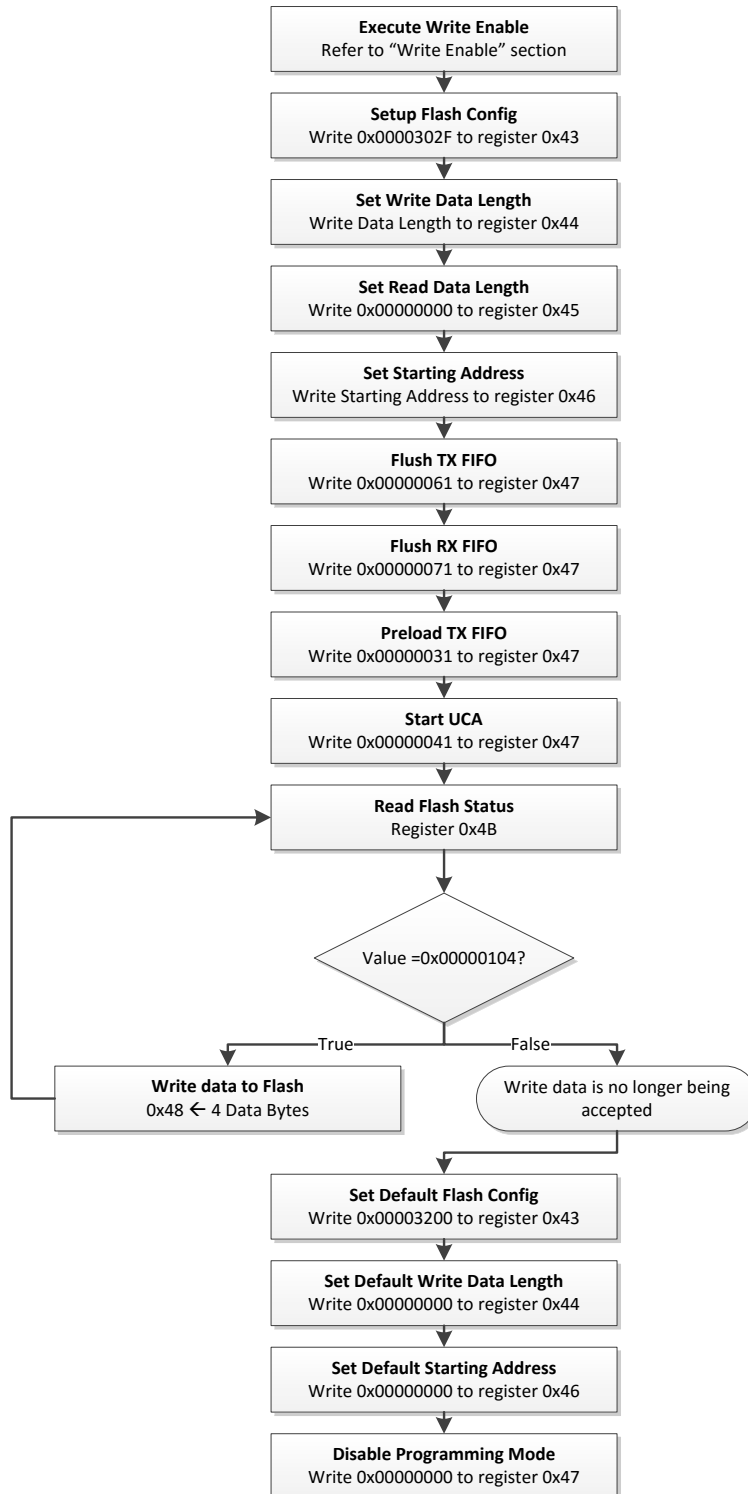 Execute Write Enable
Refer to “Write Enable” section
Setup Flash Config
Write 0x0000302F to register 0x43
Set Write Data Length
Write Data Length to register 0x44
Set Read Data Length
Write 0x00000000 to register 0x45
Set Starting Address
Write Starting Address to register 0x46
Flush TX FIFO
Write 0x00000061 to register 0x47
Flush RX FIFO
Write 0x00000071 to register 0x47
Preload TX FIFO
Write 0x00000031 to register 0x47
Start UCA
Write 0x00000041 to register 0x47
Read Flash Status
Register 0x4B
Value =0x00000104?
True
False
Write data to Flash
0x48 ← 4 Data Bytes
Write data is no longer being
accepted
Set Default Flash Config
Write 0x00003200 to register 0x43
Set Default Write Data Length
Write 0x00000000 to register 0x44
Set Default Starting Address
Write 0x00000000 to register 0x46
Disable Programming Mode
Write 0x00000000 to register 0x47